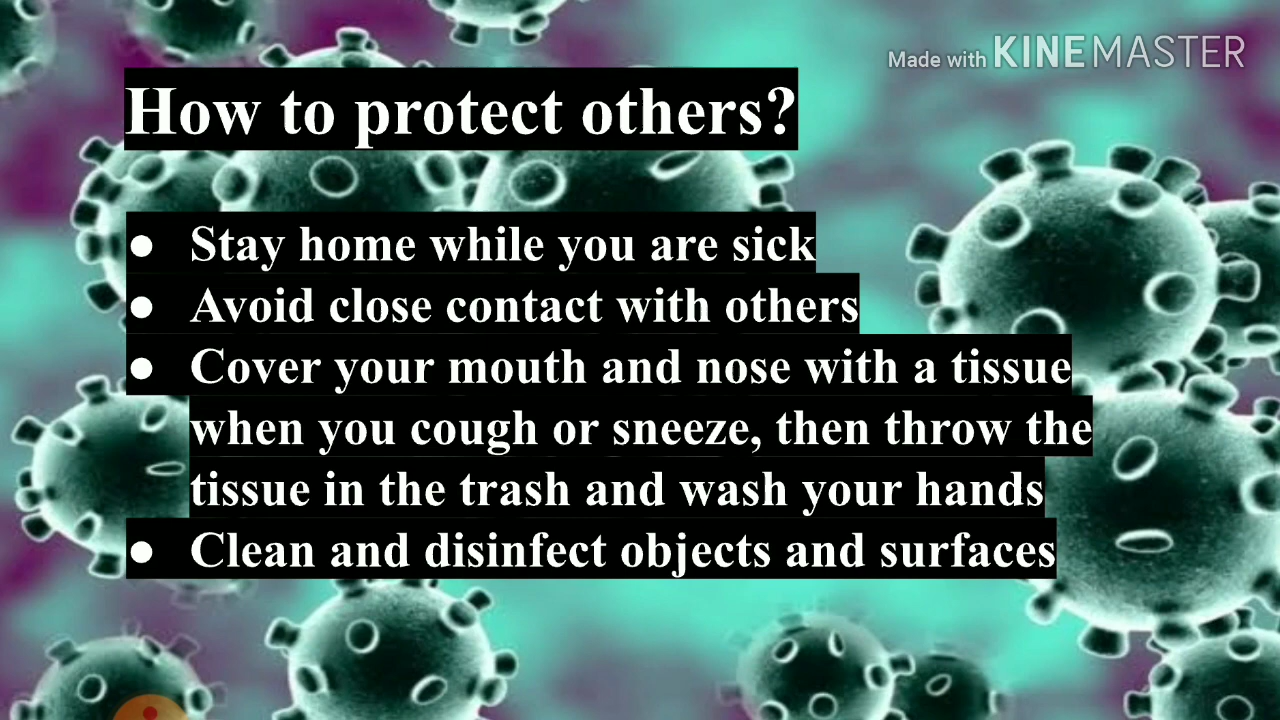 Made with KINEMASTER
How to protect others?
● Stay home while you are sick
● Avoid close contact with others
● Cover your mouth and nose with a tissue
when you cough or sneeze, then throw the
tissue in the trash and wash your hands
● Clean and disinfect objects and surfaces